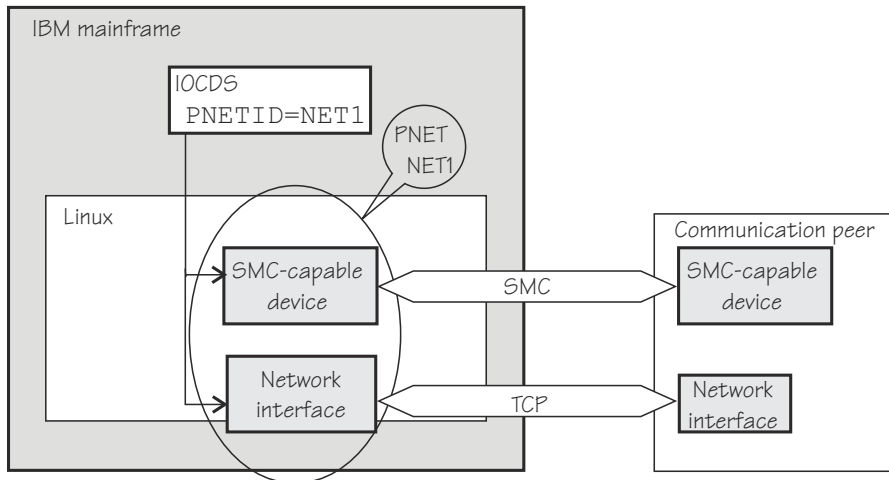 IBM mainframe
IOCDS
PNETID=NET1
PNET
NET1
Linux
SMC-capable
device
Network
interface
SMC
TCP
Communication peer
SMC-capable
device
Network
interface